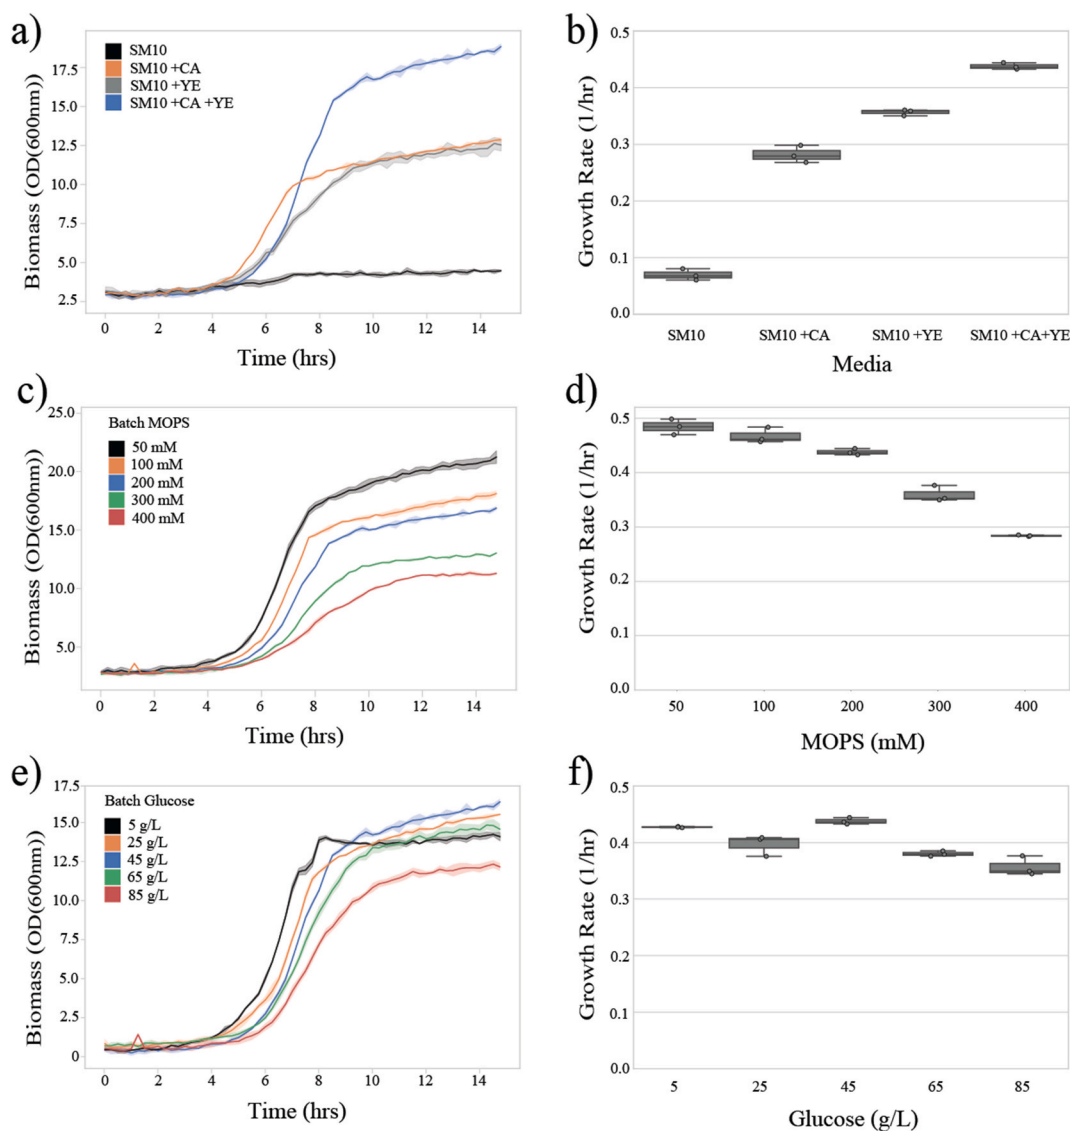 a)
SM10
SM10 +CA
SM10 +YE
SM10 +CA +YE
17.5
15.0
12.5
10.0
7.5
5.0
2.5
Biomass (OD(600nm))
0 2 4 6 8 10 12 14
Time (hrs)
b)
0.5
0.4
0.3
0.2
0.1
0.0
Growth Rate (1/hr)
SM10 SM10 +CA SM10 +YE SM10 +CA+YE
Media
c)
Batch MOPS
50 mM
100 mM
200 mM
300 mM
400 mM
25.0
20.0
15.0
10.0
5.0
Biomass (OD(600nm))
0 2 4 6 8 10 12 14
Time (hrs)
d)
0.5
0.4
0.3
0.2
0.1
0.0
Growth Rate (1/hr)
50 100 200 300 400
MOPS (mM)
e)
Batch Glucose
5 g/L
25 g/L
45 g/L
65 g/L
85 g/L
17.5
15.0
12.5
10.0
7.5
5.0
2.5
0
Biomass (OD(600nm))
0 2 4 6 8 10 12 14
Time (hrs)
f)
0.5
0.4
0.3
0.2
0.1
0.0
Growth Rate (1/hr)
5 25 45 65 85
Glucose (g/L)